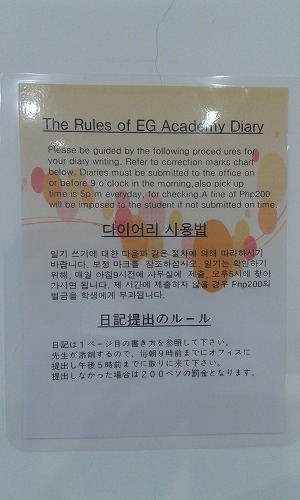 The Rules of EG Academy Diary
Please be guided by the following proced ures for
your diary writing. Refer to correction marks chart
below. Diaries must be submitted to the office on
or before 9 o'clock in the morning,also pick up
time is 5p.m everyday, for checking.A fine of Php200
will be imposed to the student if not submitted on time.
다이어리 사용법
일기 쓰기에 대한 다음과 같은 절차에 의해 따라하시기
바랍니다. 보정 마크를 참조하십시오. 일기는 확인하기
위해, 매일 아침9시전에 사무실에 제출, 오후5시에 찾아
가시면 됩니다. 제 시간에 제출하지 않을 경우 Php200의
벌금을 학생에게 부과됩니다.
日記提出のルール
日記は１ページ目の書き方を参照して下さい。
先生が添削するので、毎朝９時前までにオフィスに
提出し午後５時前までに取りに来て下さい。
提出しなかった場合は２００ペソの罰金となります。